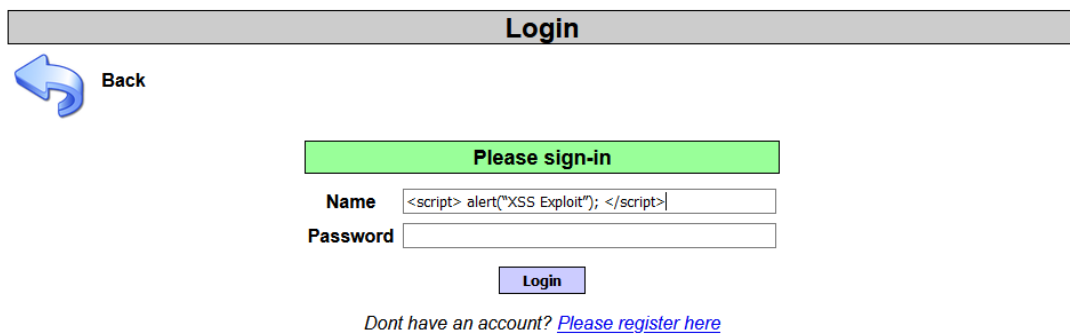 Login
Back
Please sign-in
Name <script> alert(“XSS Exploit”); </script>
Password
Login
Dont have an account? Please register here